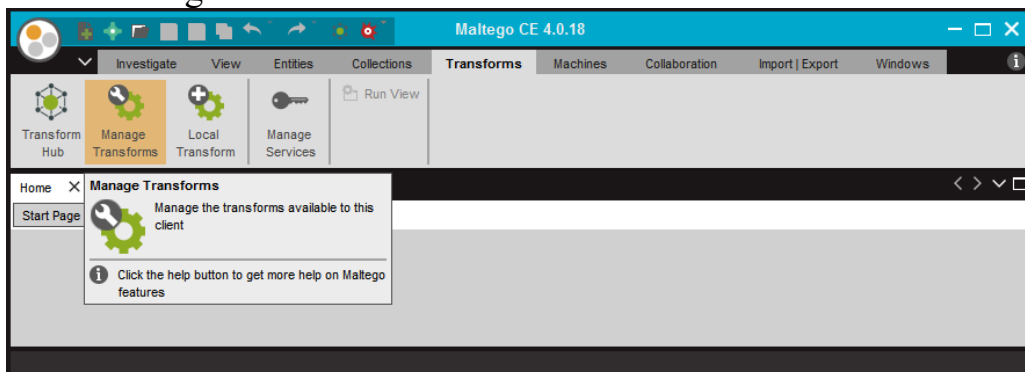 Maltego CE 4.0.18
Investigate View Entities Collections Transforms Machines Collaboration Import | Export Windows
Run View
Transform Hub
Manage Transforms
Local Transform
Manage Services
Home
Start Page
Manage Transforms
Manage the transforms available to this
client
Click the help button to get more help on Maltego
features